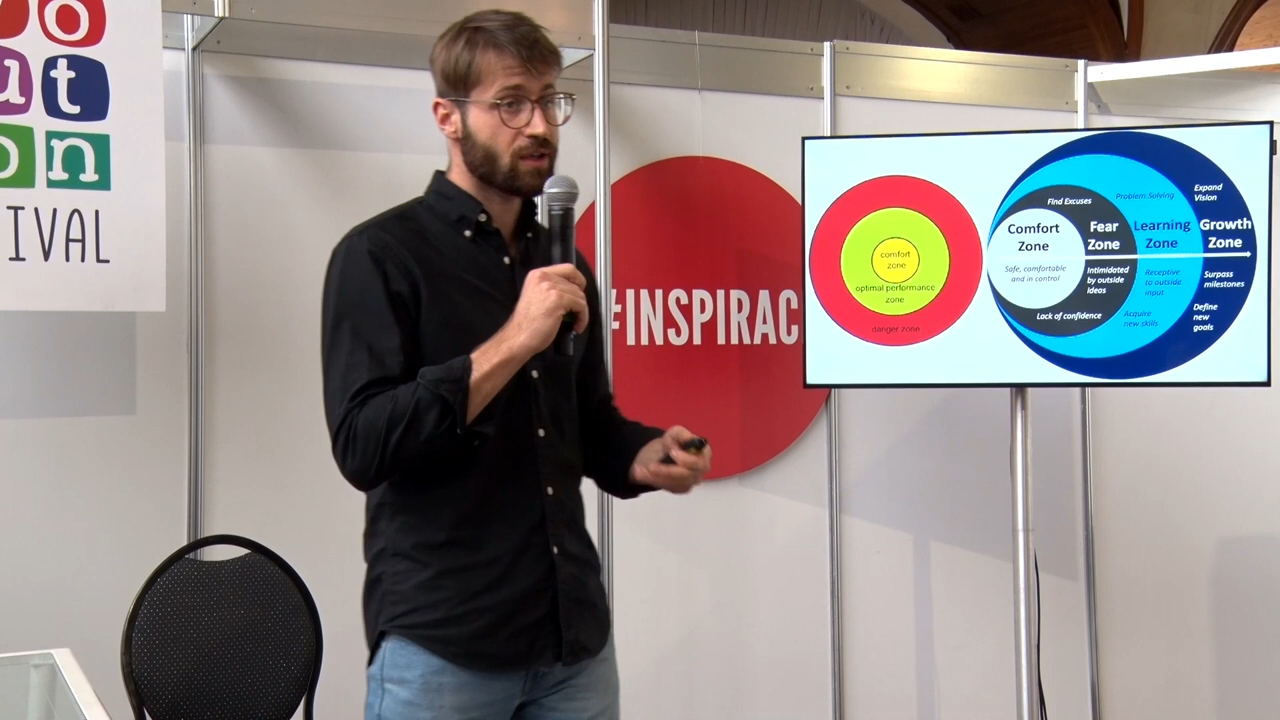 o
ut
on
IVAL
#INSPIRAC
comfort
zone
optimal performance
zone
danger zone
Find Excuses
Comfort
Zone
Safe, comfortable
and in control
Fear
Zone
Intimidated
by outside
ideas
Lack of confidence
Problem Solving
Learning
Zone
Receptive
to outside
input
Acquire
new skills
Expand
Vision
Growth
Zone
Surpass
milestones
Define
new
goals